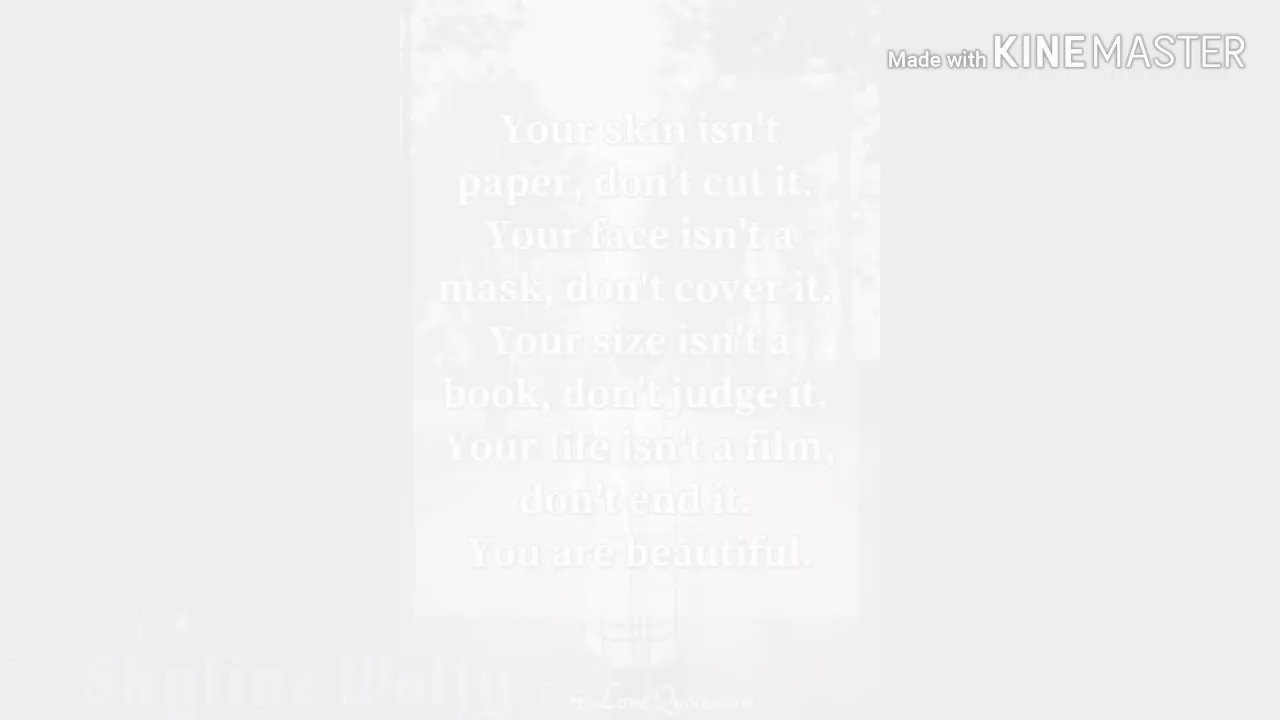 Made with KINEMASTER
Your skin isn't
paper, don't cut it.
Your face isn't a
mask, don't cover it.
Your size isn't a
book, don't judge it.
Your life isn't a film,
don't end it.
You are beautiful.